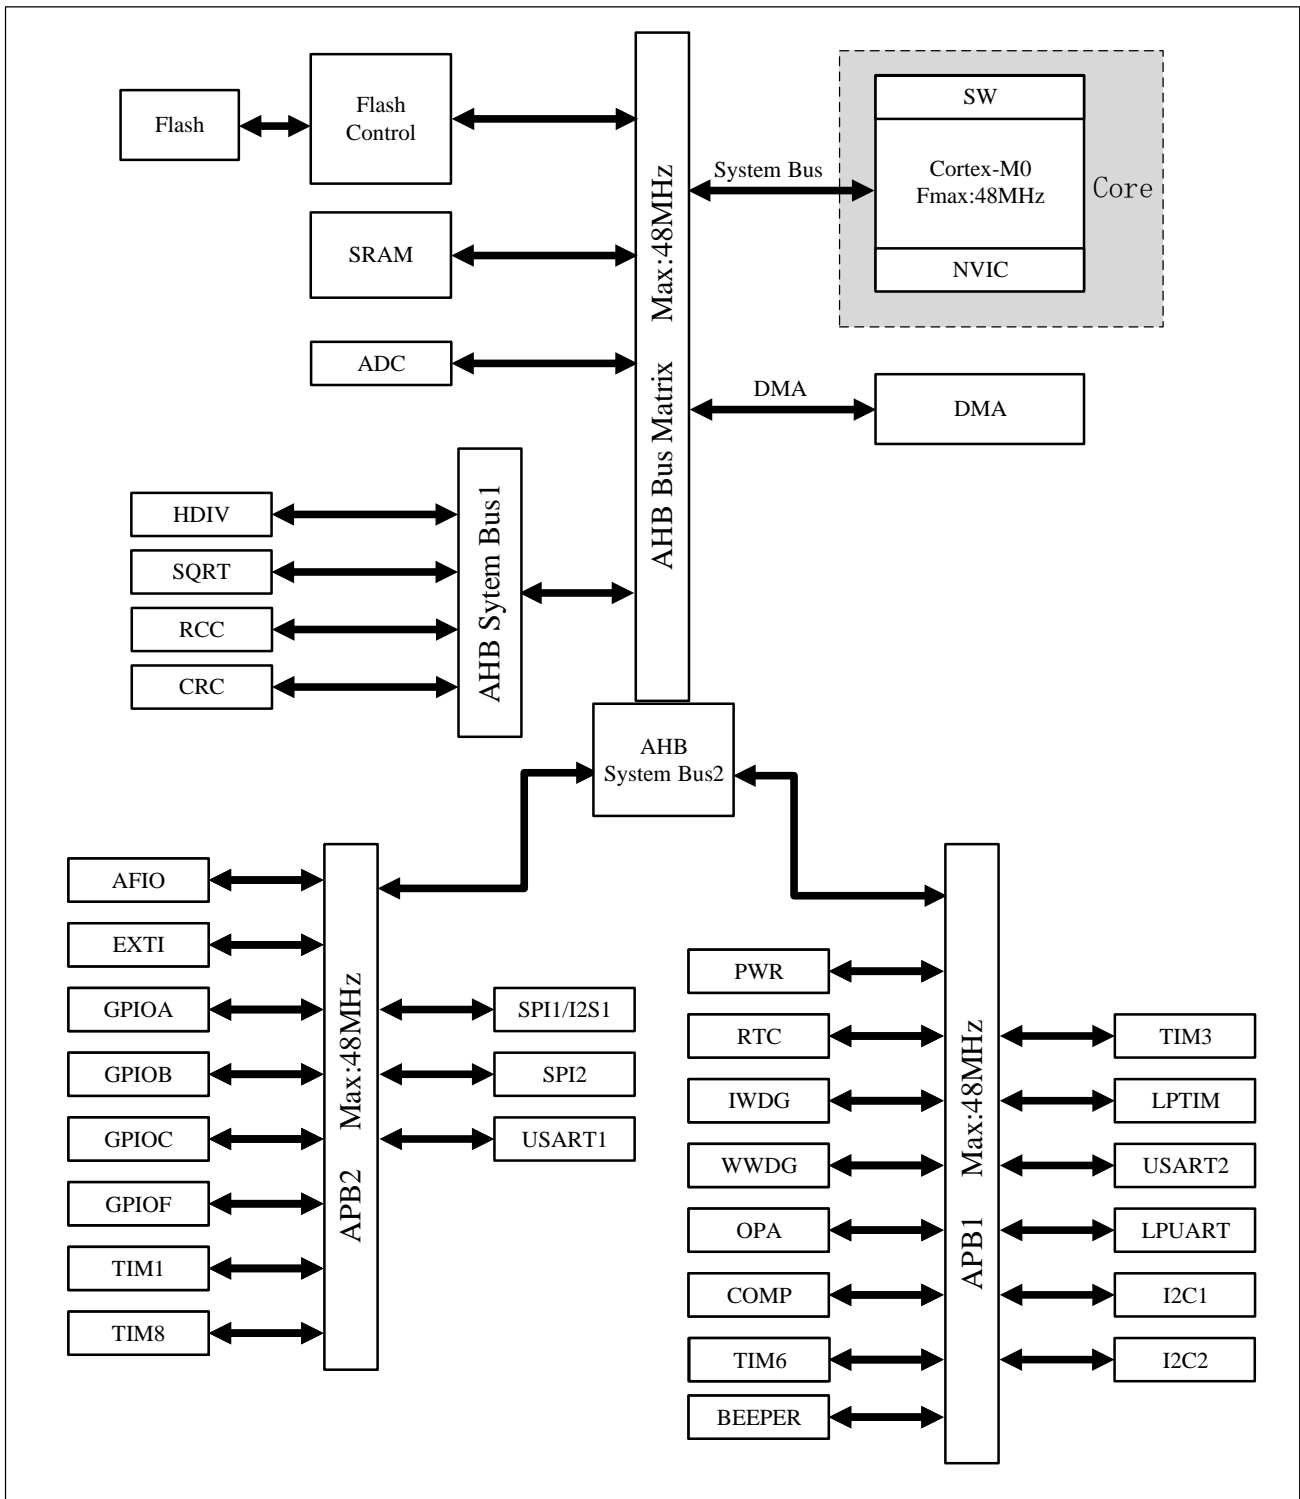 Flash
Flash
Control
SRAM
ADC
AHB Bus Matrix Max:48MHz
System Bus
SW
Cortex-M0
Fmax:48MHz
NVIC
Core
DMA
DMA
HDIV
SQRT
RCC
CRC
AHB Sytem Bus1
AHB
System Bus2
AFIO
EXTI
GPIOA
GPIOB
GPIOC
GPIOF
TIM1
TIM8
APB2 Max:48MHz
SPI1/I2S1
SPI2
USART1
PWR
RTC
IWDG
WWDG
OPA
COMP
TIM6
BEEPER
APB1 Max:48MHz
TIM3
LPTIM
USART2
LPUART
I2C1
I2C2